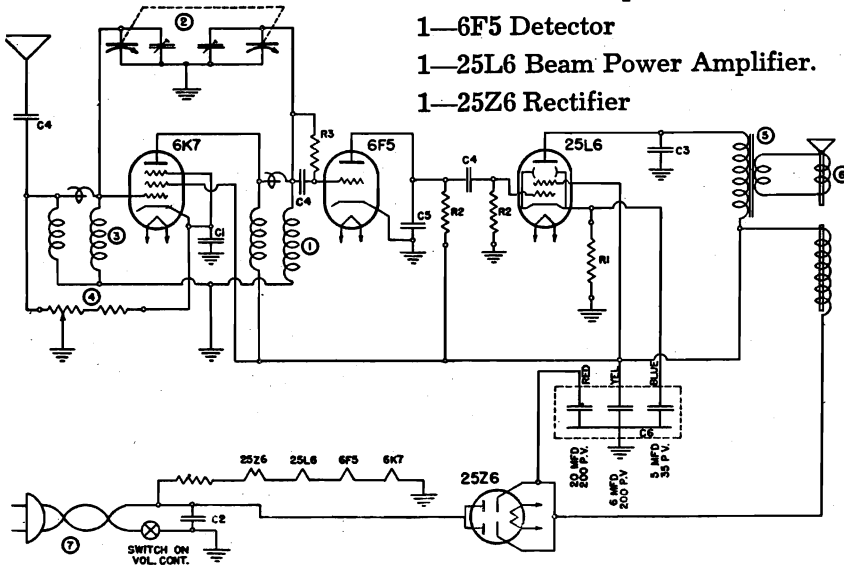 1—6F5 Detector
1—25L6 Beam Power Amplifier.
1—25Z6 Rectifier
2
C4
6K7
R3
6F5
25L6
C3
5
6
C4
C4
3
C1
1
C5
R2
R2
R1
4
RED
YEL
BLUE
C6
20 MFD
200 P.V.
6 MFD
200 P.V
5 MFD
35 P.V.
25Z6
25L6
6F5
6K7
25Z6
C2
7
SWITCH ON
VOL. CONT.